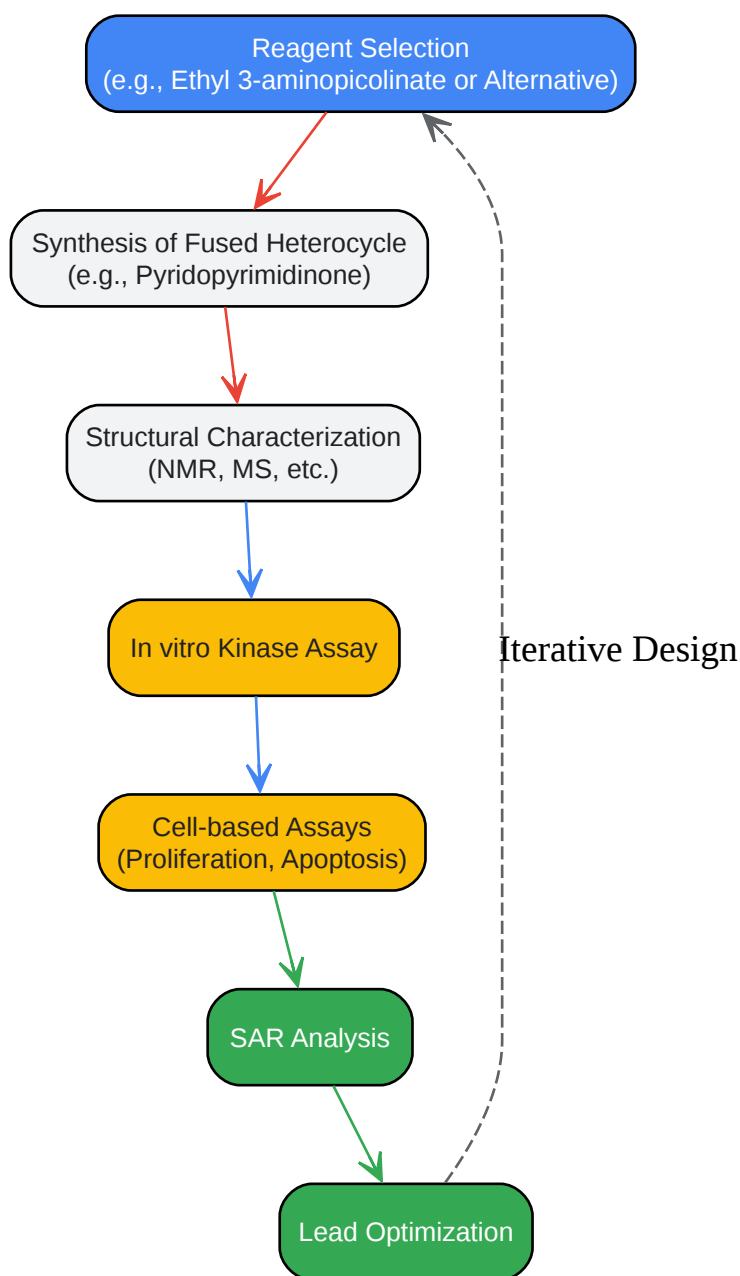 Reagent Selection
(e.g., Ethyl 3-aminopicolinate or Alternative)
Synthesis of Fused Heterocycle
(e.g., Pyridopyrimidinone)
Structural Characterization
(NMR, MS, etc.)
In vitro Kinase Assay
Iterative Design
Cell-based Assays
(Proliferation, Apoptosis)
SAR Analysis
Lead Optimization